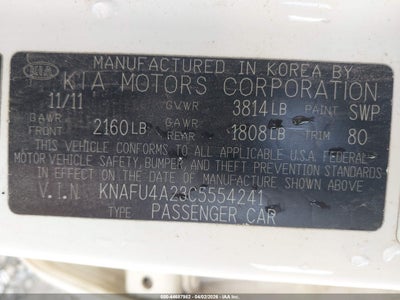 MANUFACTURED IN KOREA BY
KIA KIA MOTORS CORPORATION
11/11 GVWR 3814LB PAINT SWP
GAWR FRONT 2160LB GAWR REAR 1808LB TRIM 80
THIS VEHICLE CONFORMS TO ALL APPLICABLE U.S.A. FEDERAL
MOTOR VEHICLE SAFETY, BUMPER, AND THEFT PREVENTION STANDARDS
IN EFFECT ON THE DATE OF MANUFACTURE SHOWN ABOVE.
V.I.N. KNAFU4A23C5554241
TYPE PASSENGER CAR